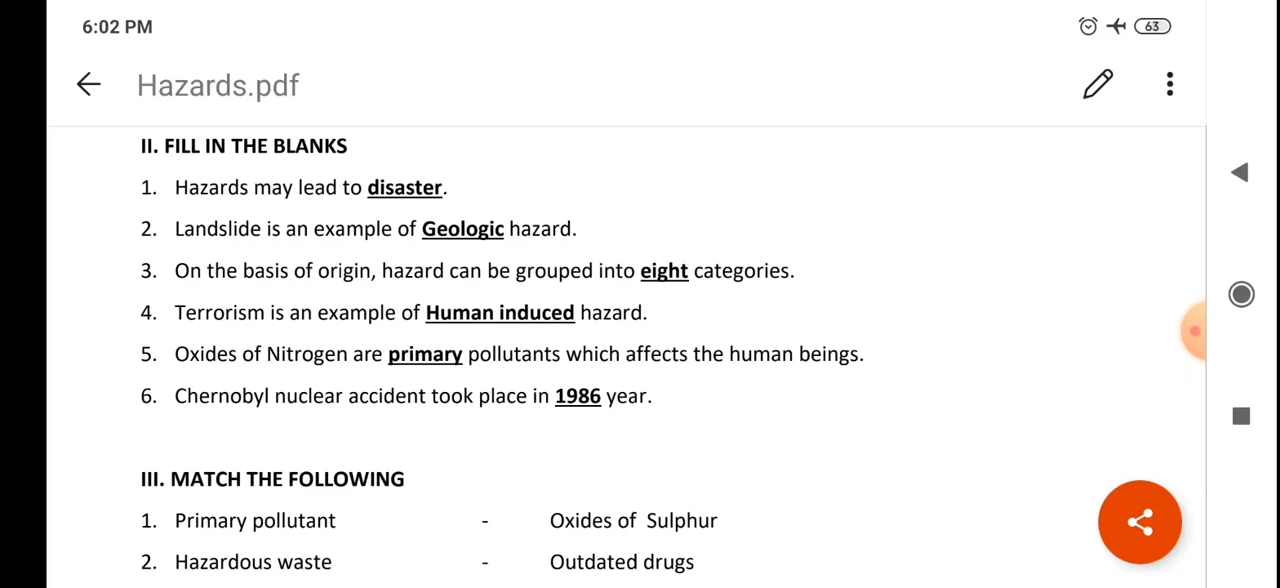 6:02 PM
63
Hazards.pdf
II. FILL IN THE BLANKS
1. Hazards may lead to disaster.
2. Landslide is an example of Geologic hazard.
3. On the basis of origin, hazard can be grouped into eight categories.
4. Terrorism is an example of Human induced hazard.
5. Oxides of Nitrogen are primary pollutants which affects the human beings.
6. Chernobyl nuclear accident took place in 1986 year.
III. MATCH THE FOLLOWING
1. Primary pollutant - Oxides of Sulphur
2. Hazardous waste - Outdated drugs